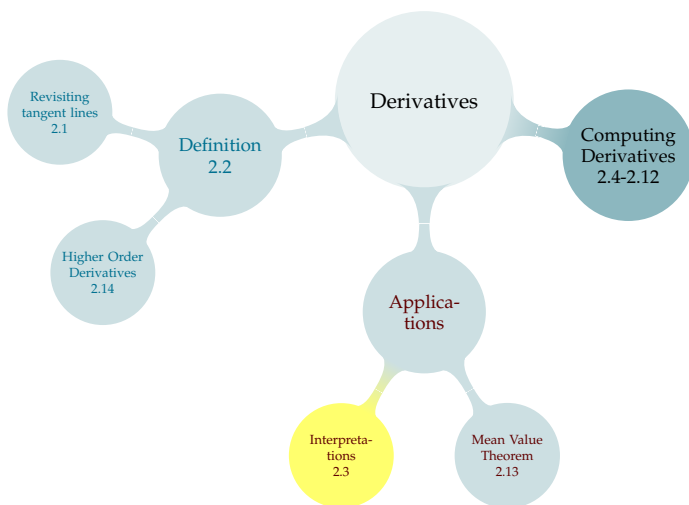 Derivatives
Revisiting
tangent lines
2.1
Definition
2.2
Higher Order
Derivatives
2.14
Computing
Derivatives
2.4-2.12
Applica-
tions
Interpreta-
tions
2.3
Mean Value
Theorem
2.13